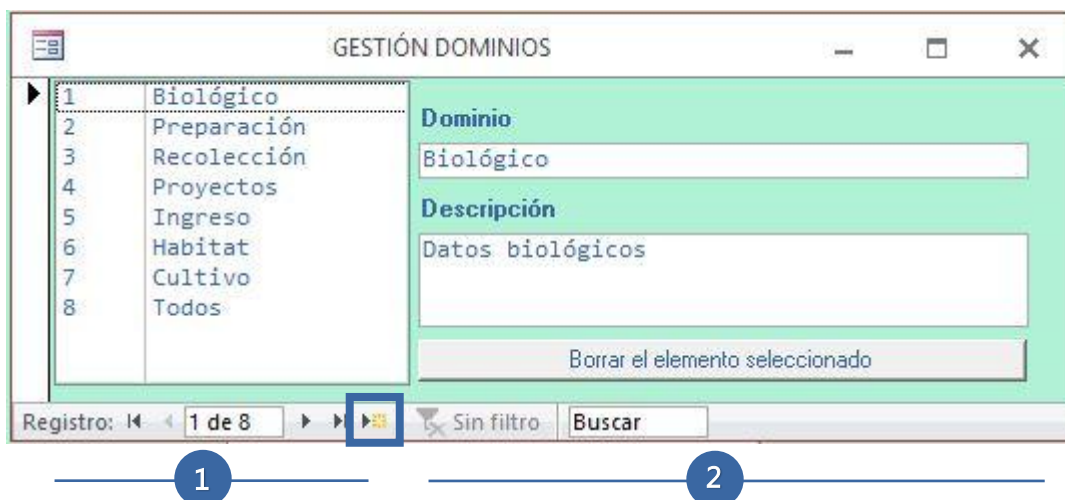 GESTIÓN DOMINIOS
1 Biológico
2 Preparación
3 Recolección
4 Proyectos
5 Ingreso
6 Habitat
7 Cultivo
8 Todos
Dominio
Biológico
Descripción
Datos biológicos
Borrar el elemento seleccionado
Registro: 1 de 8 Sin filtro Buscar
1 2